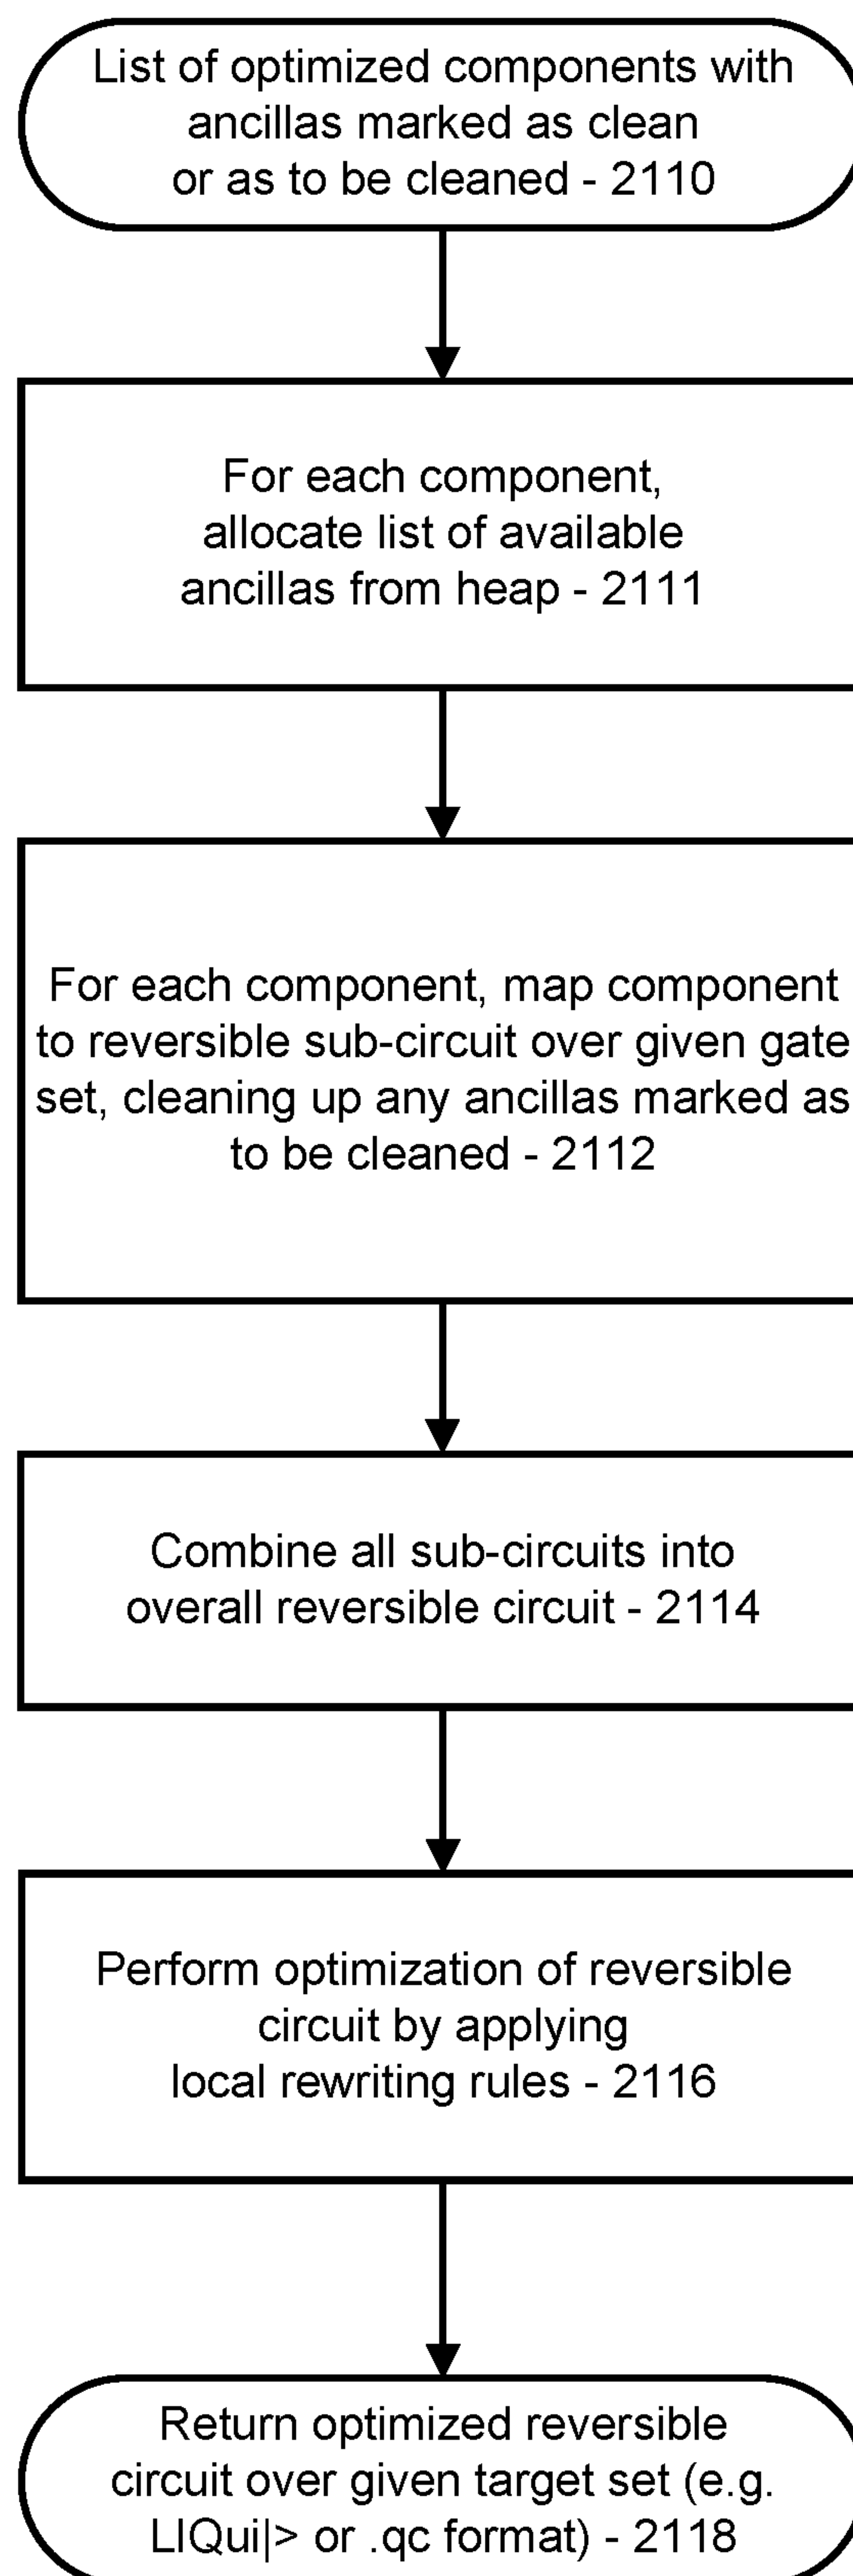 List of optimized components with
ancillas marked as clean
or as to be cleaned - 2110
For each component,
allocate list of available
ancillas from heap - 2111
For each component, map component
to reversible sub-circuit over given gate
set, cleaning up any ancillas marked as
to be cleaned - 2112
Combine all sub-circuits into
overall reversible circuit - 2114
Perform optimization of reversible
circuit by applying
local rewriting rules - 2116
Return optimized reversible
circuit over given target set (e.g.
LIQui|> or .qc format) - 2118